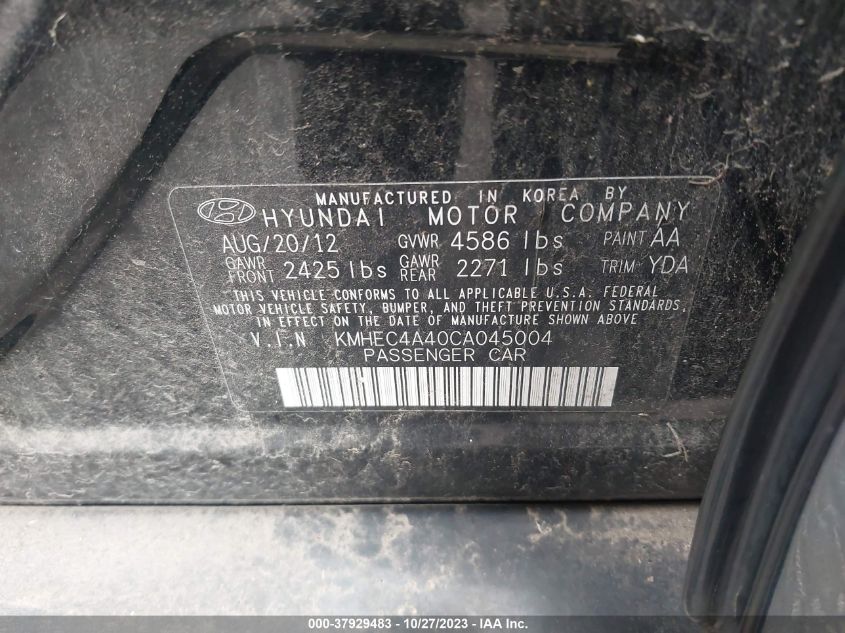 MANUFACTURED IN KOREA BY
HYUNDAI MOTOR COMPANY
AUG/20/12 GVWR 4586 lbs PAINT AA
GAWR FRONT 2425 lbs GAWR REAR 2271 lbs TRIM YDA
THIS VEHICLE CONFORMS TO ALL APPLICABLE U.S.A. FEDERAL
MOTOR VEHICLE SAFETY, BUMPER, AND THEFT PREVENTION STANDARDS,
IN EFFECT ON THE DATE OF MANUFACTURE SHOWN ABOVE
V.I.N KMHEC4A40CA045004
PASSENGER CAR
000-37929483 - 10/27/2023 - IAA Inc.